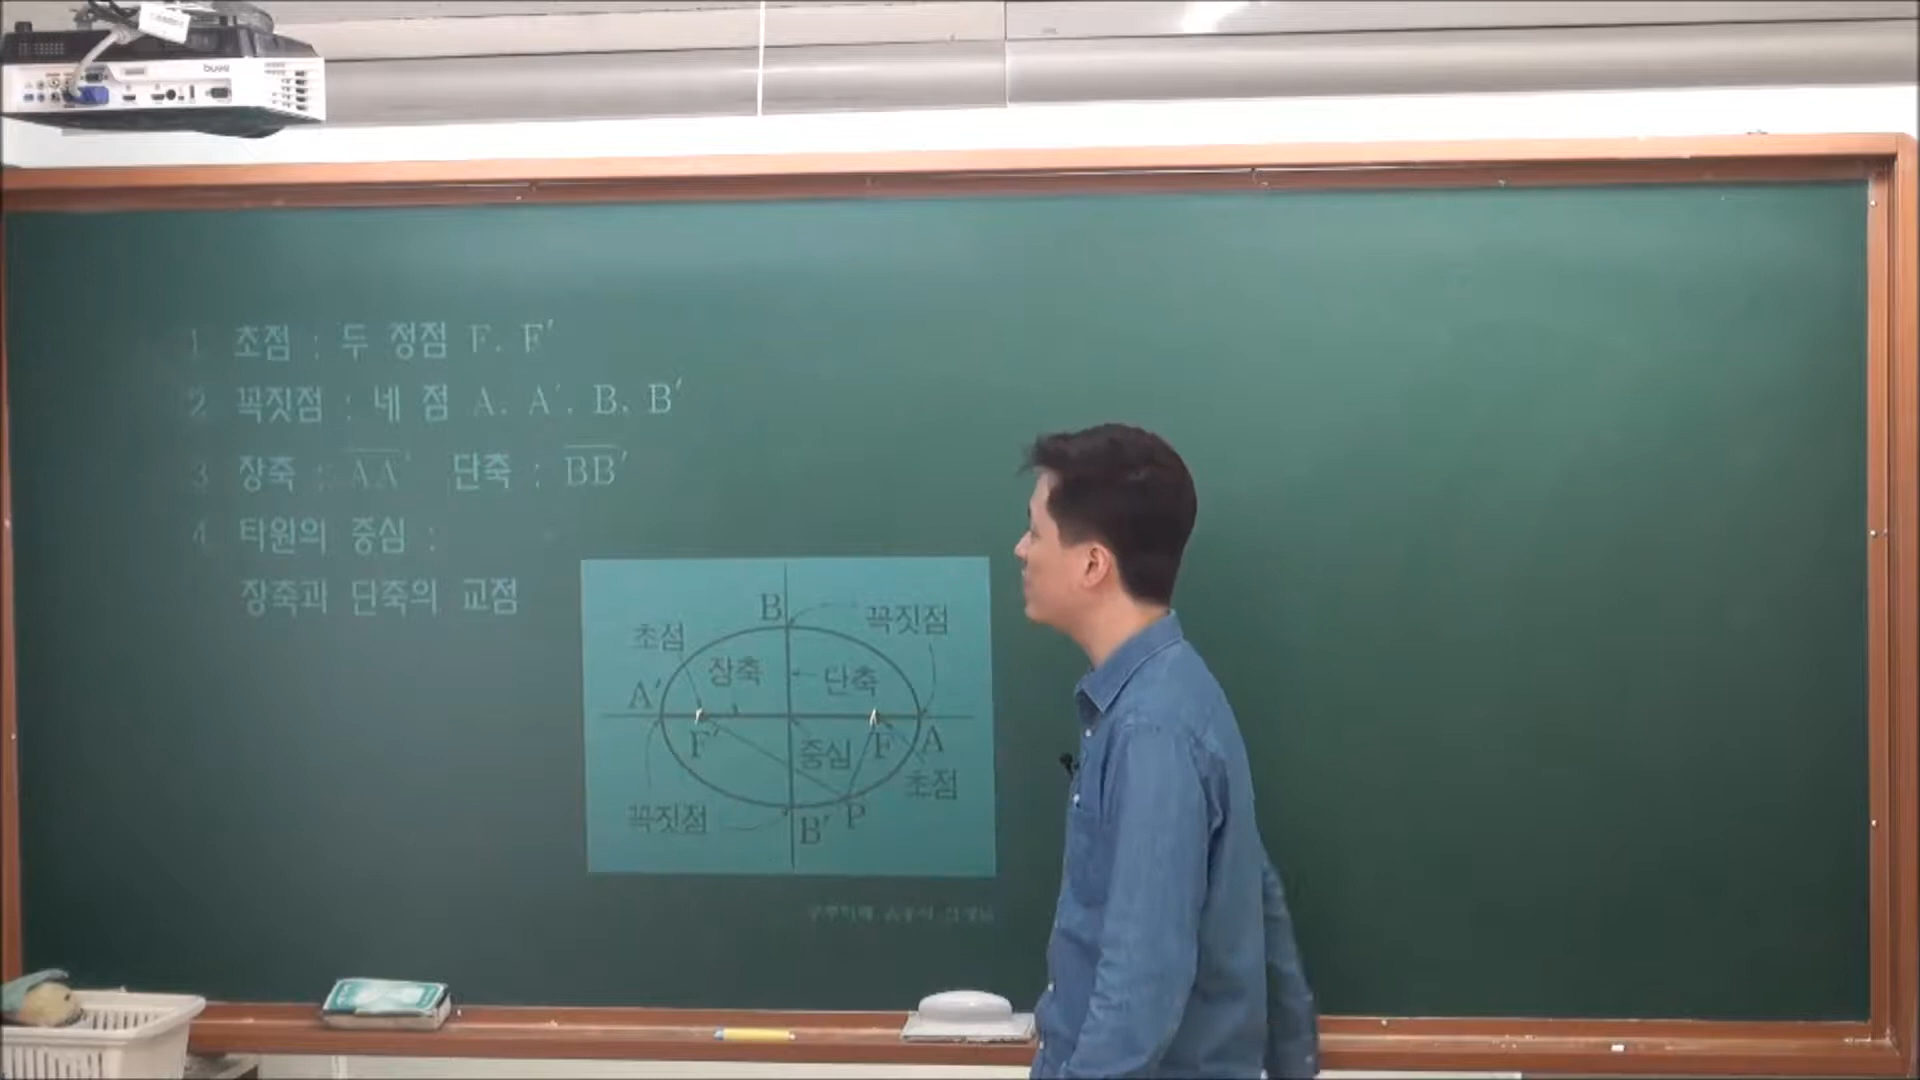 1. 초점 : 두 정점 F, F′
2. 꼭짓점 : 네 점 A, A′, B, B′
3. 장축 : A̅A̅′ 단축 : B̅B̅′
4. 타원의 중심 :
장축과 단축의 교점
B
꼭짓점
초점
장축
단축
A′
F′
중심
F
A
초점
꼭짓점
B′
P